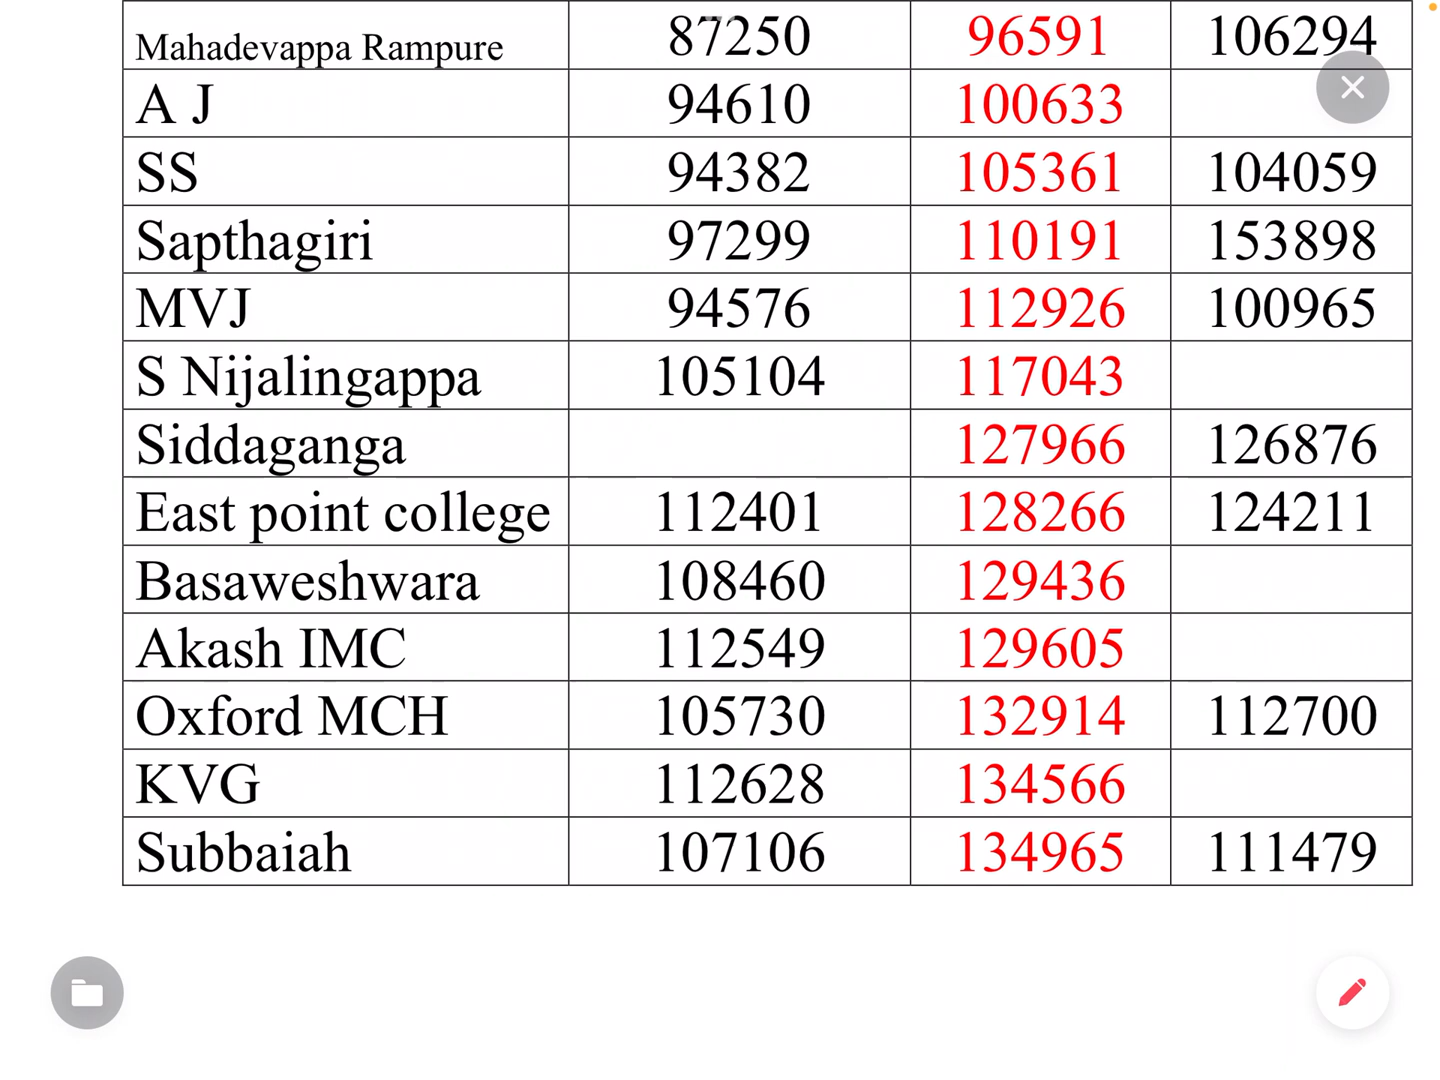 Mahadevappa Rampure 87250 96591 106294
A J 94610 100633
SS 94382 105361 104059
Sapthagiri 97299 110191 153898
MVJ 94576 112926 100965
S Nijalingappa 105104 117043
Siddaganga 127966 126876
East point college 112401 128266 124211
Basaweshwara 108460 129436
Akash IMC 112549 129605
Oxford MCH 105730 132914 112700
KVG 112628 134566
Subbaiah 107106 134965 111479